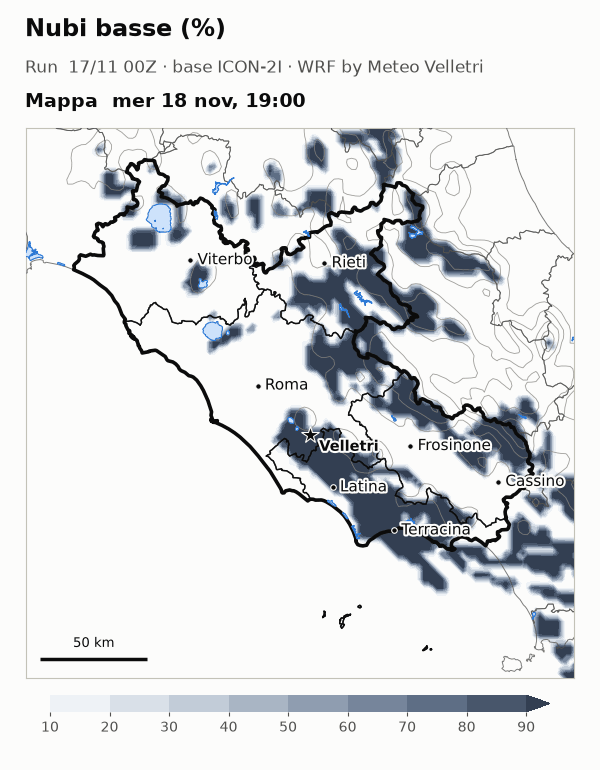 Nubi basse (%)
Run  17/11 00Z · base ICON-2I · WRF by Meteo Velletri
Mappa  mer 18 nov, 19:00
Viterbo
Rieti
Roma
Velletri
Frosinone
Latina
Cassino
Terracina
50 km
10 20 30 40 50 60 70 80 90